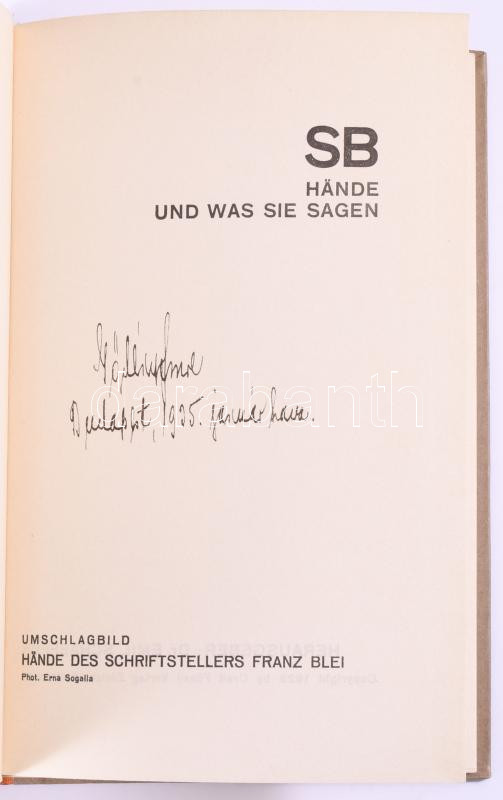 SB
HÄNDE
UND WAS SIE SAGEN
Imre
darabanth
Budapest, 1935. január hava.
UMSCHLAGBILD
HÄNDE DES SCHRIFTSTELLERS FRANZ BLEI
Phot. Erna Sogalla